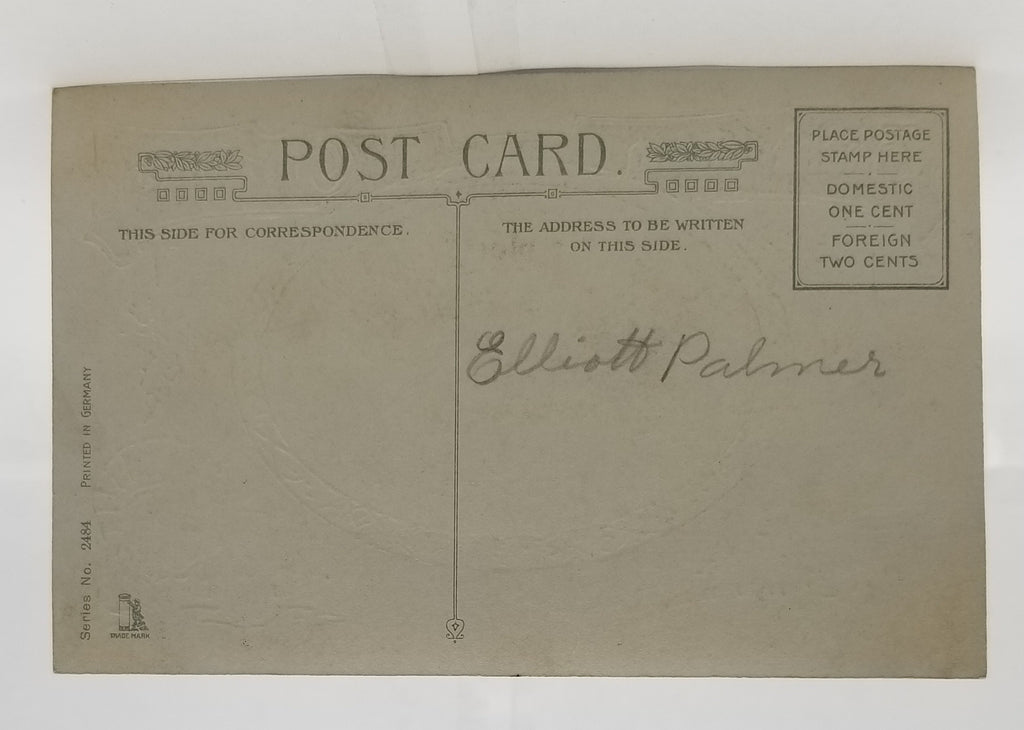 POST CARD.
THIS SIDE FOR CORRESPONDENCE.
THE ADDRESS TO BE WRITTEN
ON THIS SIDE.
PLACE POSTAGE
STAMP HERE
DOMESTIC
ONE CENT
FOREIGN
TWO CENTS
Elliott Palmer
Series No. 2484 PRINTED IN GERMANY
TRADE MARK